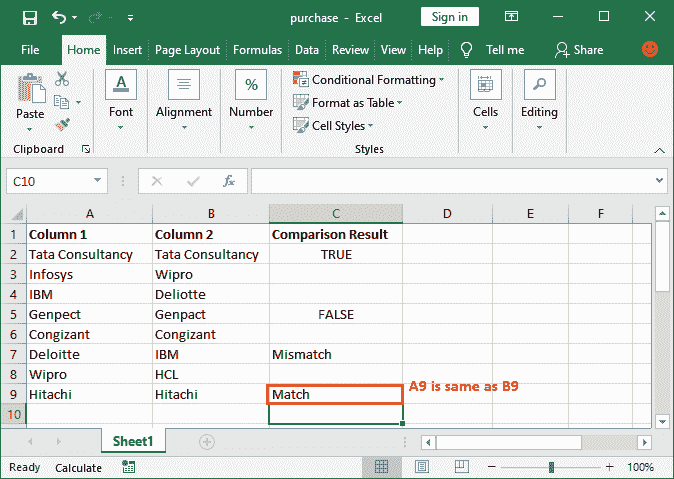 purchase - Excel
Sign in
File Home Insert Page Layout Formulas Data Review View Help Tell me Share
Paste
Font
Alignment
%
Number
Conditional Formatting
Format as Table
Cell Styles
Cells
Editing
Clipboard
Styles
C10
fx
A B C D E F
1 Column 1 Column 2 Comparison Result
2 Tata Consultancy Tata Consultancy TRUE
3 Infosys Wipro
4 IBM Deliotte
5 Genpect Genpact FALSE
6 Congizant Congizant
7 Deloitte IBM Mismatch
8 Wipro HCL
9 Hitachi Hitachi Match A9 is same as B9
10
Sheet1
Ready Calculate 100%